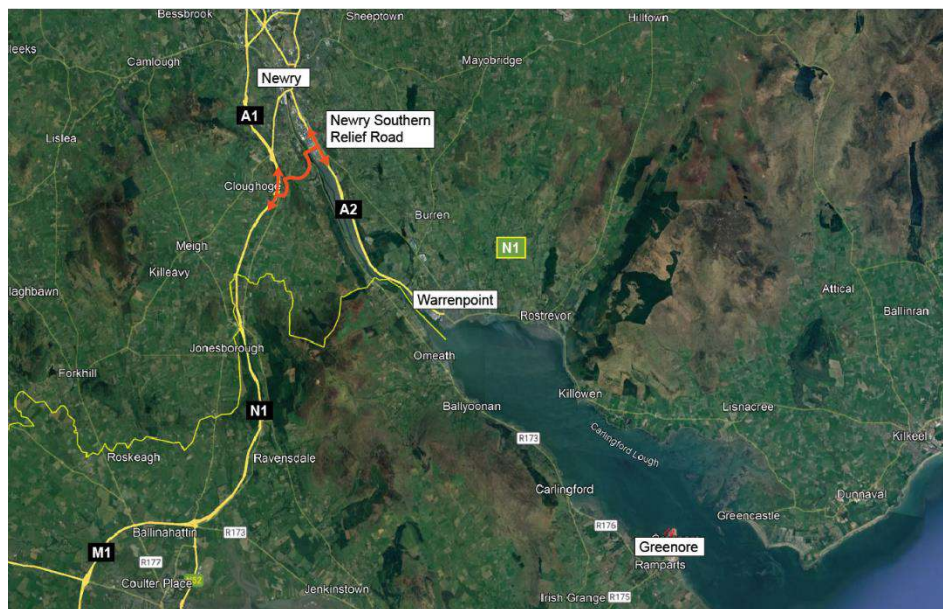 Bessbrook
Sheeptown
Hilltown
leeks
Camlough
Mayobridge
Newry
A1
Newry Southern
Relief Road
Lislea
Cloughoge
A2
Burren
Meigh
N1
Killeavy
Attical
laghbawn
Warrenpoint
Rostrevor
Ballinran
Jonesborough
Omeath
Forkhill
Killowen
Ballyoonan
Lisnacree
N1
R173
Carlingford Lough
Kilkeel
Roskeagh
Ravensdale
Carlingford
Dunnaval
R176
Greencastle
Ballinahattin
R173
M1
R177
Greenore
Ramparts
Coulter Place
Jenkinstown
Irish Grange
R175